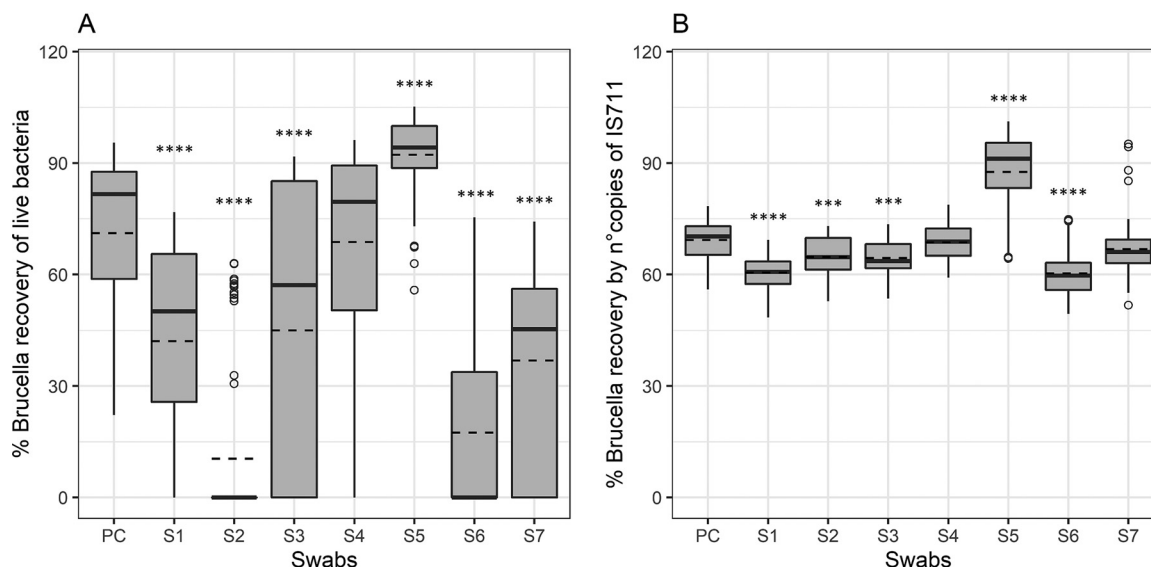 A
% Brucella recovery of live bacteria
120
90
60
30
0
****
****
****
****
****
****
PC S1 S2 S3 S4 S5 S6 S7
Swabs
B
% Brucella recovery by n°copies of IS711
120
90
60
30
0
****
***
***
****
****
PC S1 S2 S3 S4 S5 S6 S7
Swabs